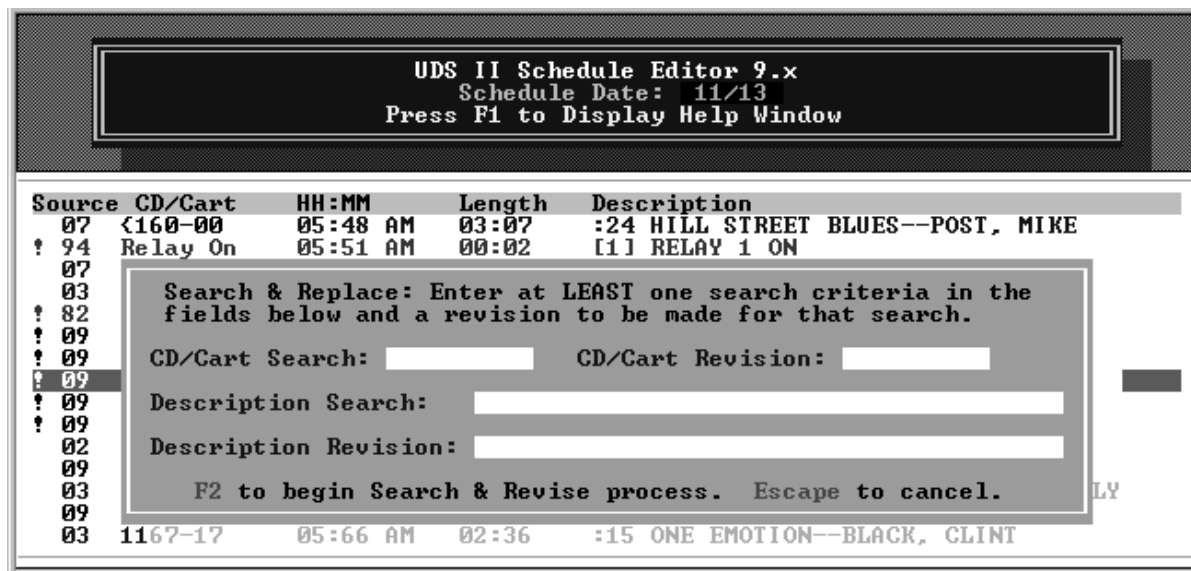 UDS II Schedule Editor 9.x
Schedule Date: 11/13
Press F1 to Display Help Window
Source CD/Cart HH:MM Length Description
07 {160-00 05:48 AM 03:07 :24 HILL STREET BLUES--POST, MIKE
! 94 Relay On 05:51 AM 00:02 [1] RELAY 1 ON
07
03 Search & Replace: Enter at LEAST one search criteria in the
! 82 fields below and a revision to be made for that search.
! 09
! 09 CD/Cart Search: CD/Cart Revision:
! 09
! 09 Description Search:
! 09
02 Description Revision:
09
03 F2 to begin Search & Revise process. Escape to cancel. LY
09
03 1167-17 05:66 AM 02:36 :15 ONE EMOTION--BLACK, CLINT